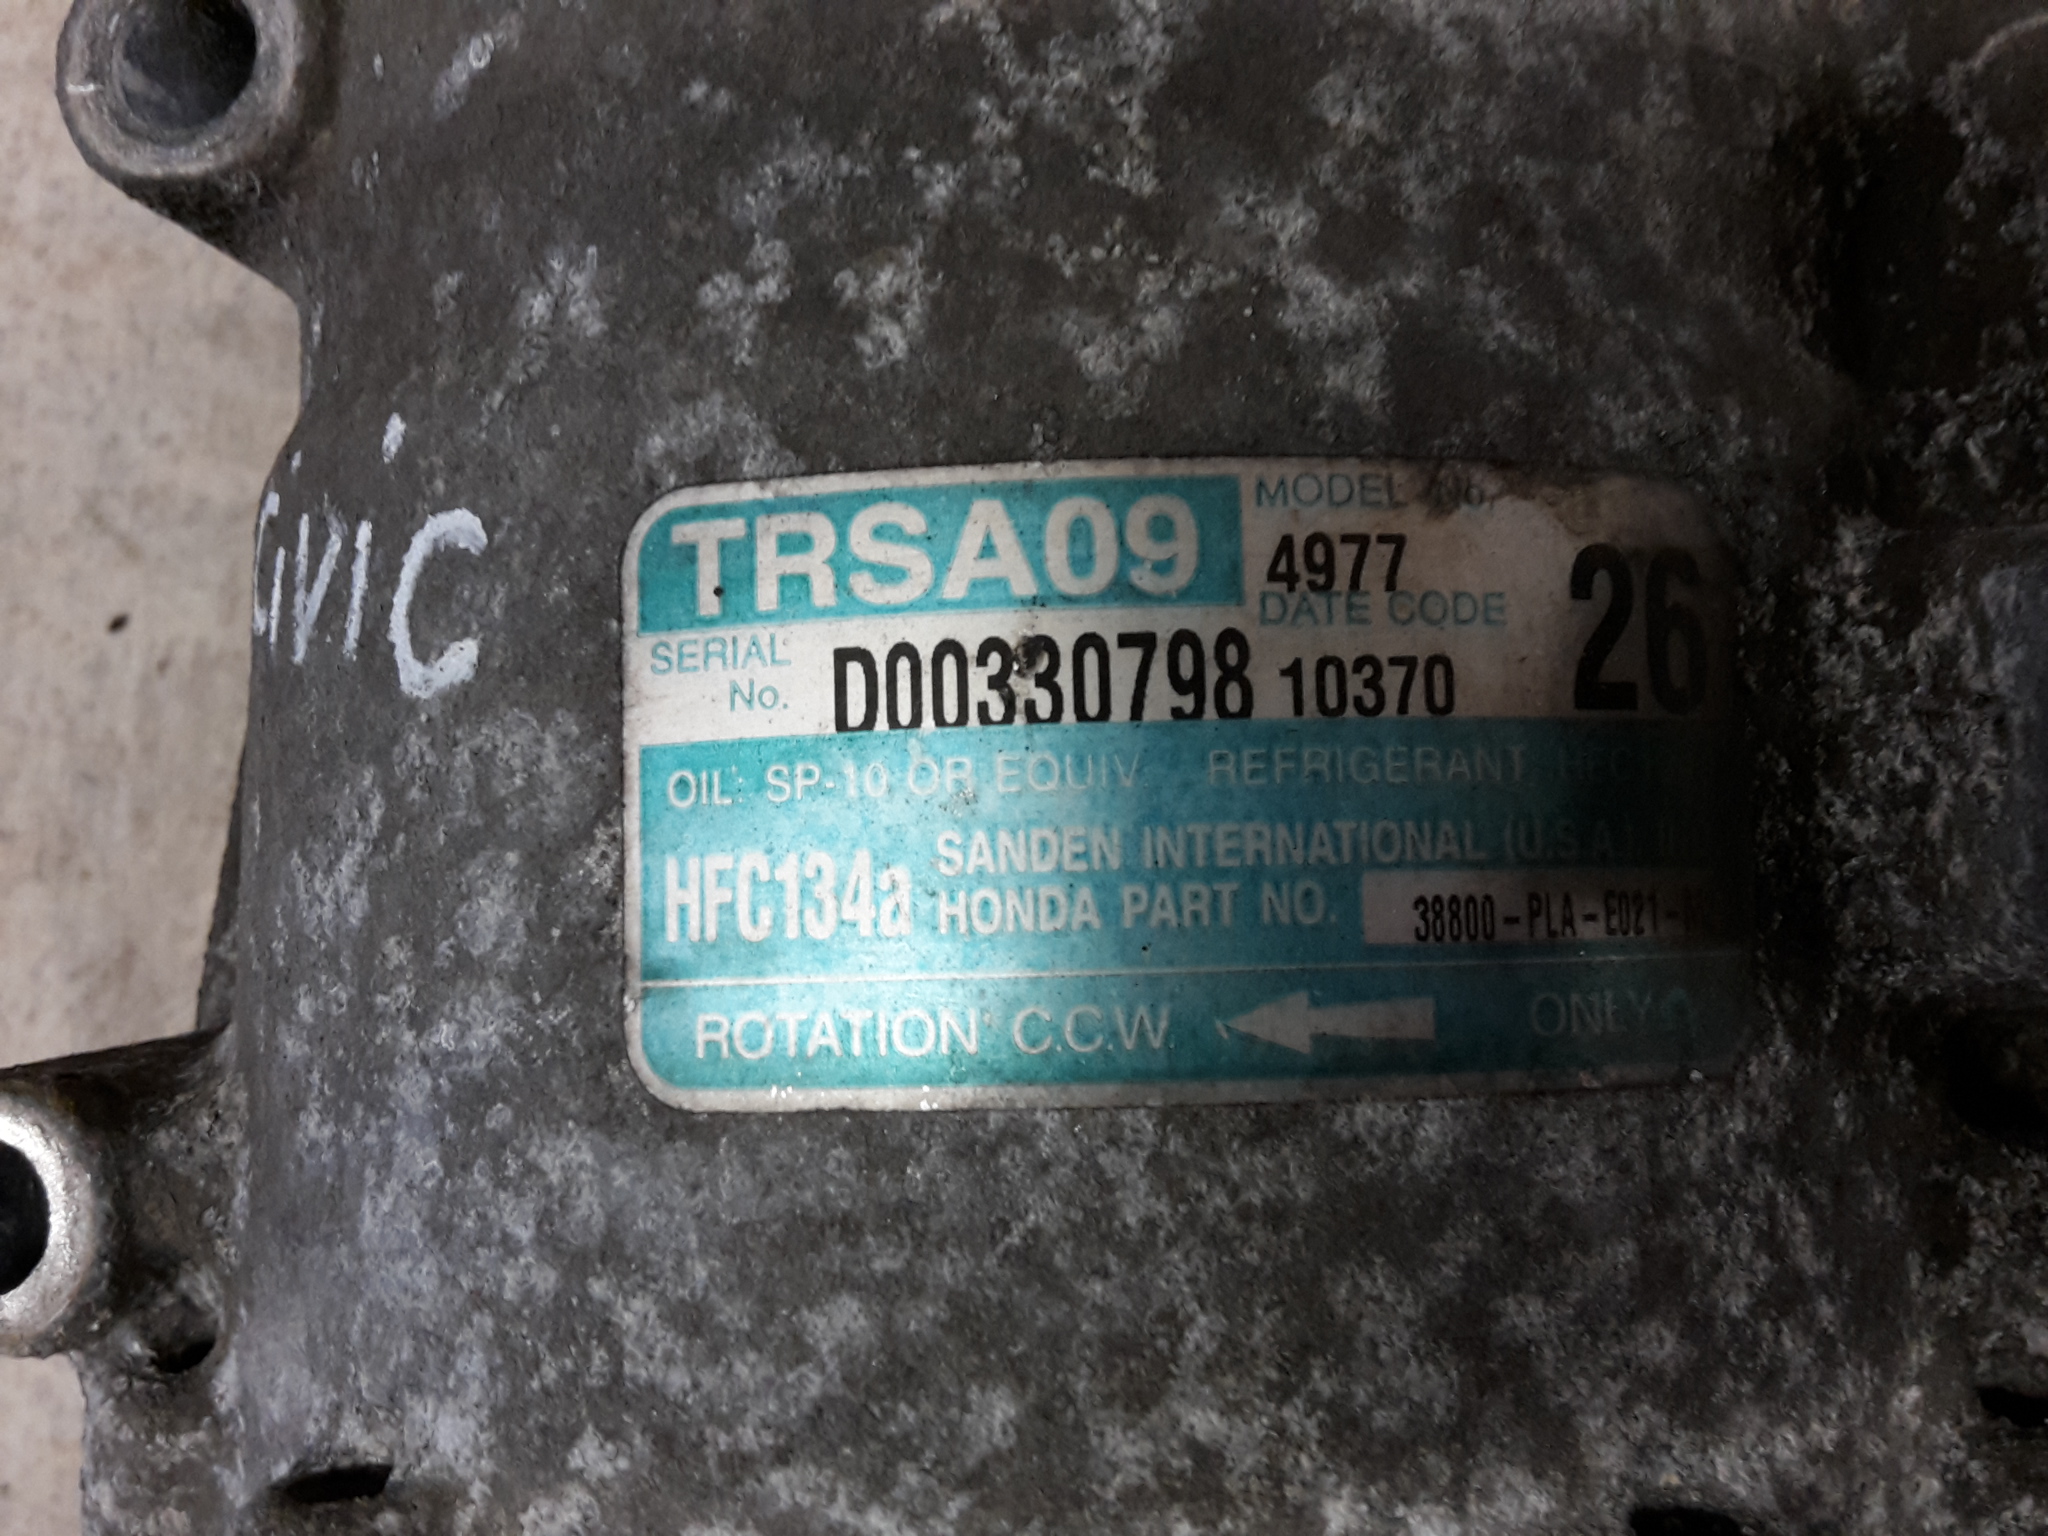 CIVIC
TRSA09
MODEL No.
4977
26
DATE CODE
SERIAL No.
D00330798
10370
OIL: SP-10 OR EQUIV. REFRIGERANT
HFC134a
SANDEN INTERNATIONAL (U.S.A.)
HONDA PART NO. 38800-PLA-E021-
ROTATION C.C.W. ONLY